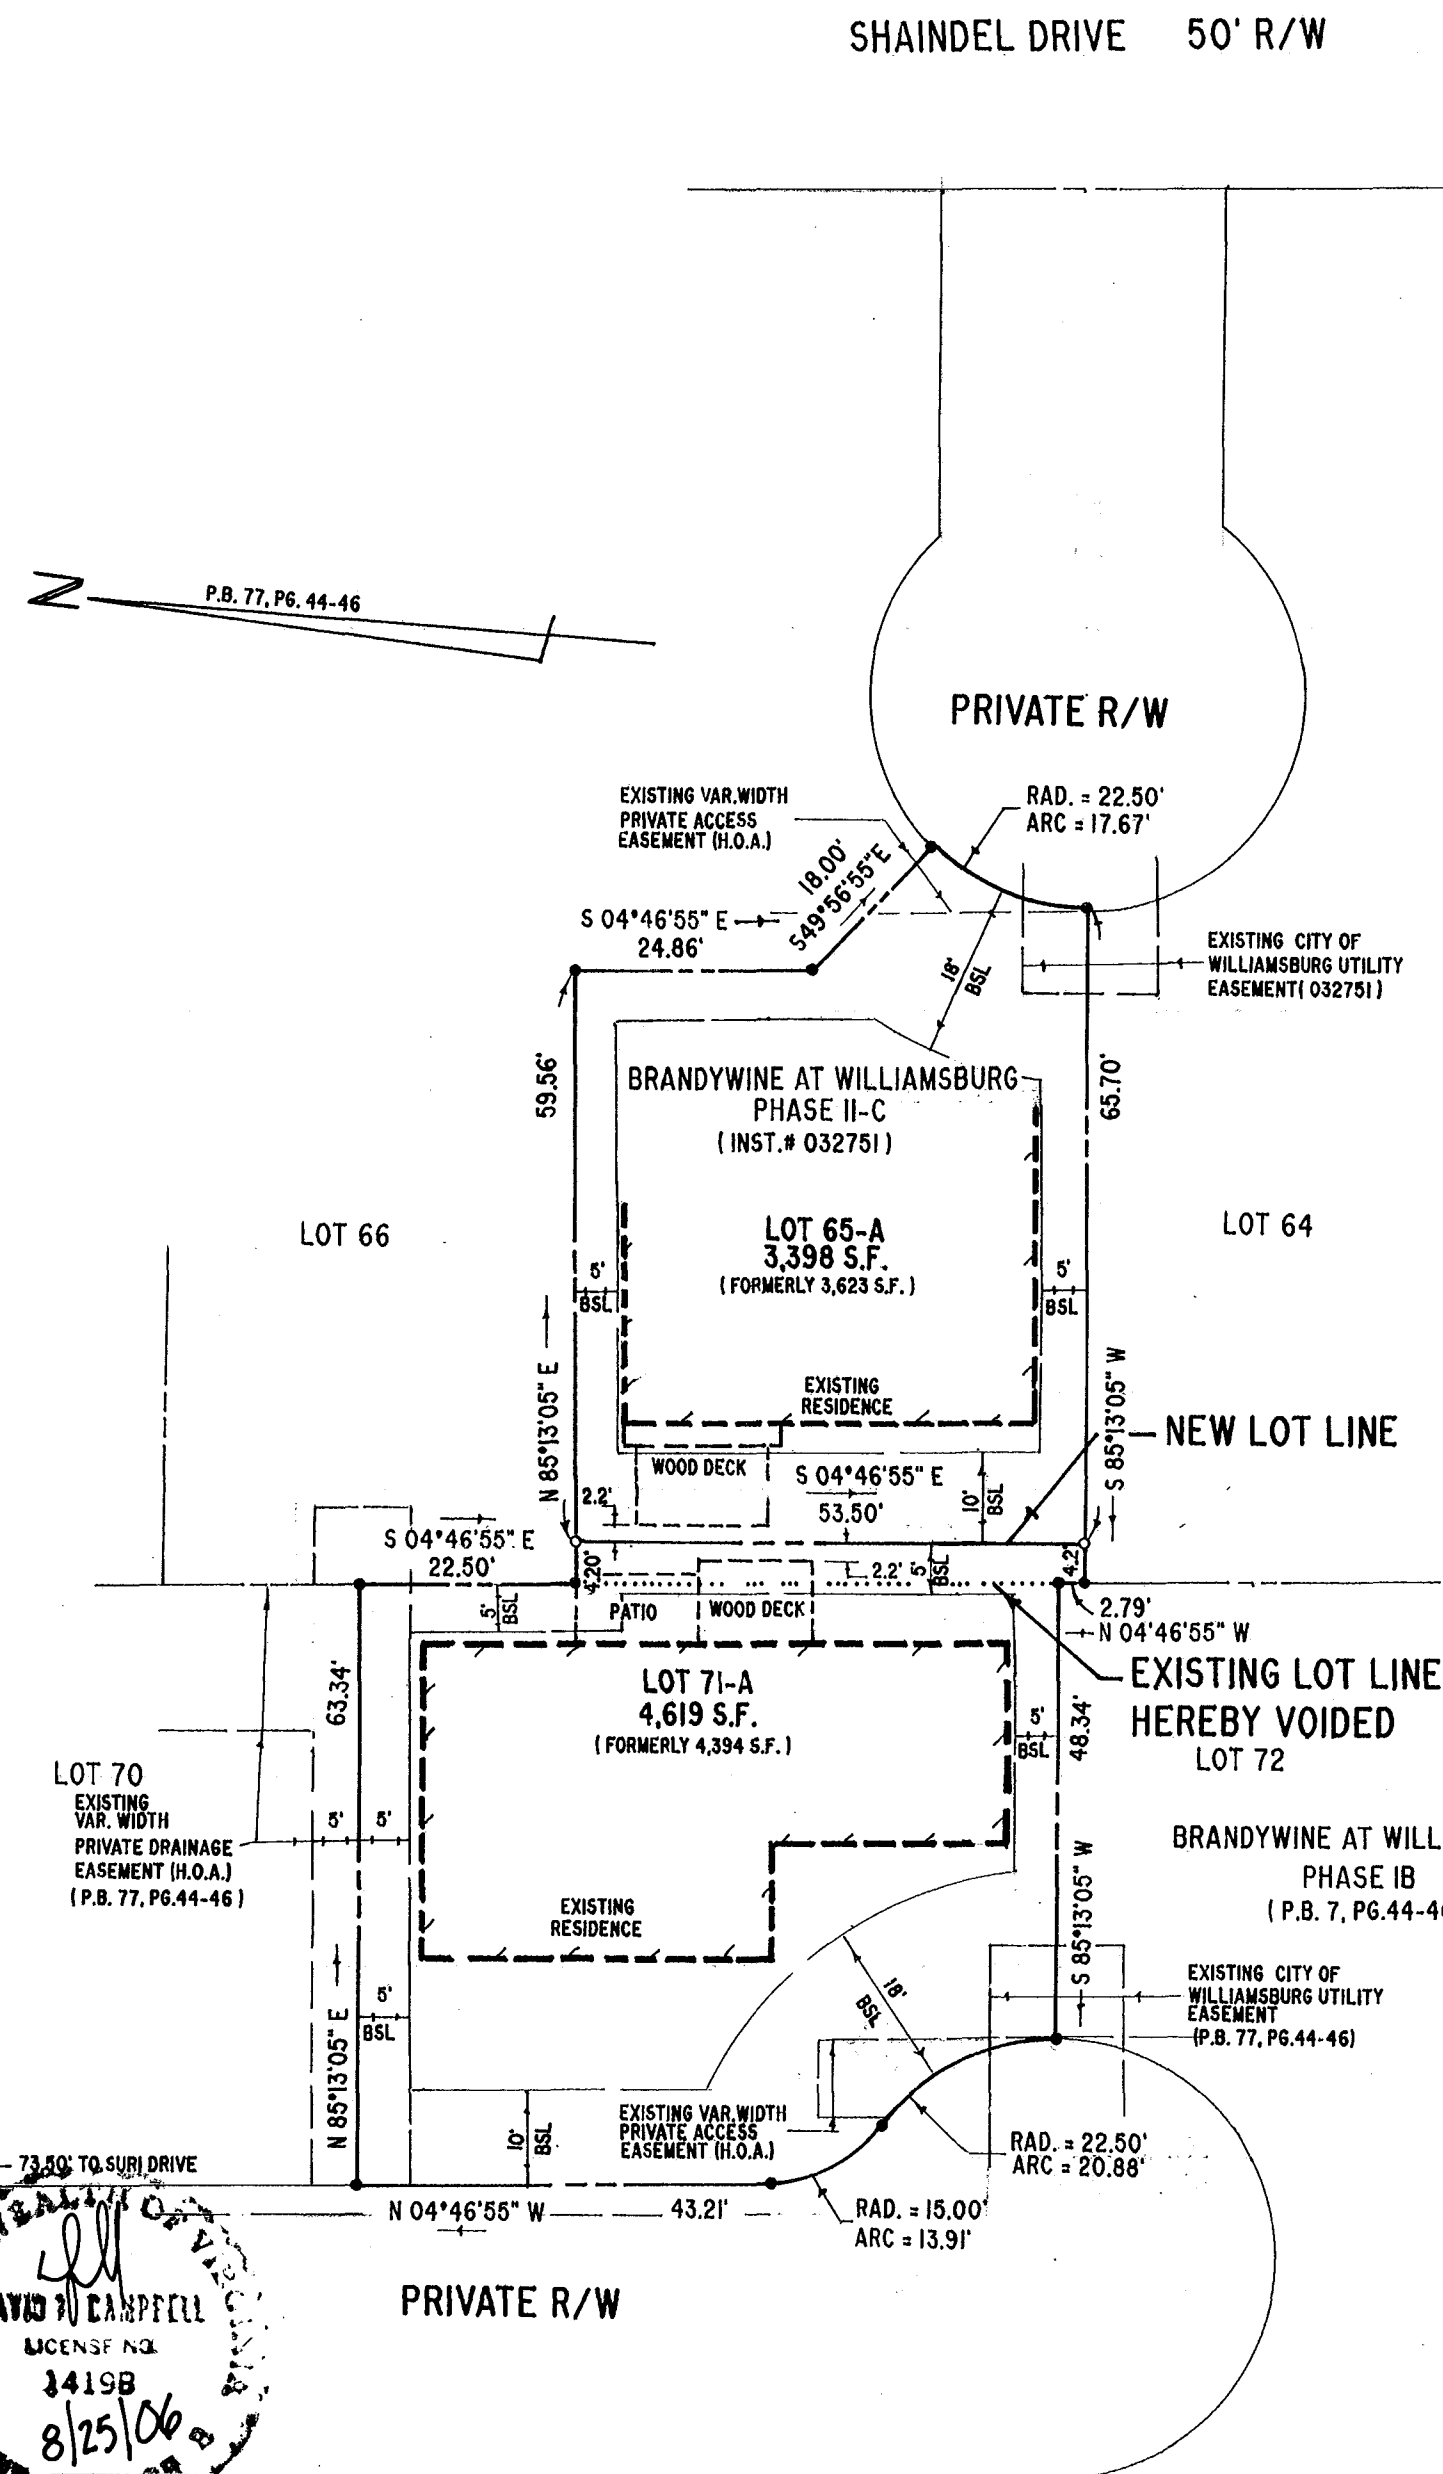 SHAINDEL DRIVE 50' R/W
N
P.B. 77, PG. 44-46
PRIVATE R/W
EXISTING VAR.WIDTH
PRIVATE ACCESS
EASEMENT (H.O.A.)
RAD. = 22.50'
ARC = 17.67'
18.00'
S49°56'55"E
S 04°46'55" E
24.86'
18'
BSL
EXISTING CITY OF
WILLIAMSBURG UTILITY
EASEMENT( 032751 )
59.56'
BRANDYWINE AT WILLIAMSBURG
PHASE II-C
( INST.# 032751 )
65.70'
LOT 66
LOT 65-A
3,398 S.F.
( FORMERLY 3,623 S.F. )
LOT 64
5'
BSL
5'
BSL
N 85°13'05" E
EXISTING
RESIDENCE
S 85°13'05" W
NEW LOT LINE
WOOD DECK
S 04°46'55" E
53.50'
10'
BSL
2.2'
S 04°46'55" E
22.50'
4.20'
2.2'
5'
BSL
4.2'
5'
BSL
PATIO
WOOD DECK
2.79'
N 04°46'55" W
EXISTING LOT LINE
HEREBY VOIDED
63.34'
LOT 71-A
4,619 S.F.
( FORMERLY 4,394 S.F. )
5'
BSL
48.34'
LOT 72
LOT 70
EXISTING
VAR. WIDTH
PRIVATE DRAINAGE
EASEMENT (H.O.A.)
( P.B. 77, PG.44-46 )
5'
5'
BRANDYWINE AT WILL
PHASE IB
( P.B. 7, PG.44-4
EXISTING
RESIDENCE
S 85°13'05" W
18'
BSL
EXISTING CITY OF
WILLIAMSBURG UTILITY
EASEMENT
(P.B. 77, PG.44-46)
5'
BSL
N 85°13'05" E
10'
BSL
EXISTING VAR.WIDTH
PRIVATE ACCESS
EASEMENT (H.O.A.)
RAD. = 22.50'
ARC = 20.88'
73.50' TO SURI DRIVE
N 04°46'55" W
43.21'
RAD. = 15.00'
ARC = 13.91'
PRIVATE R/W
LICENSE NO.
1419B
8/25/06